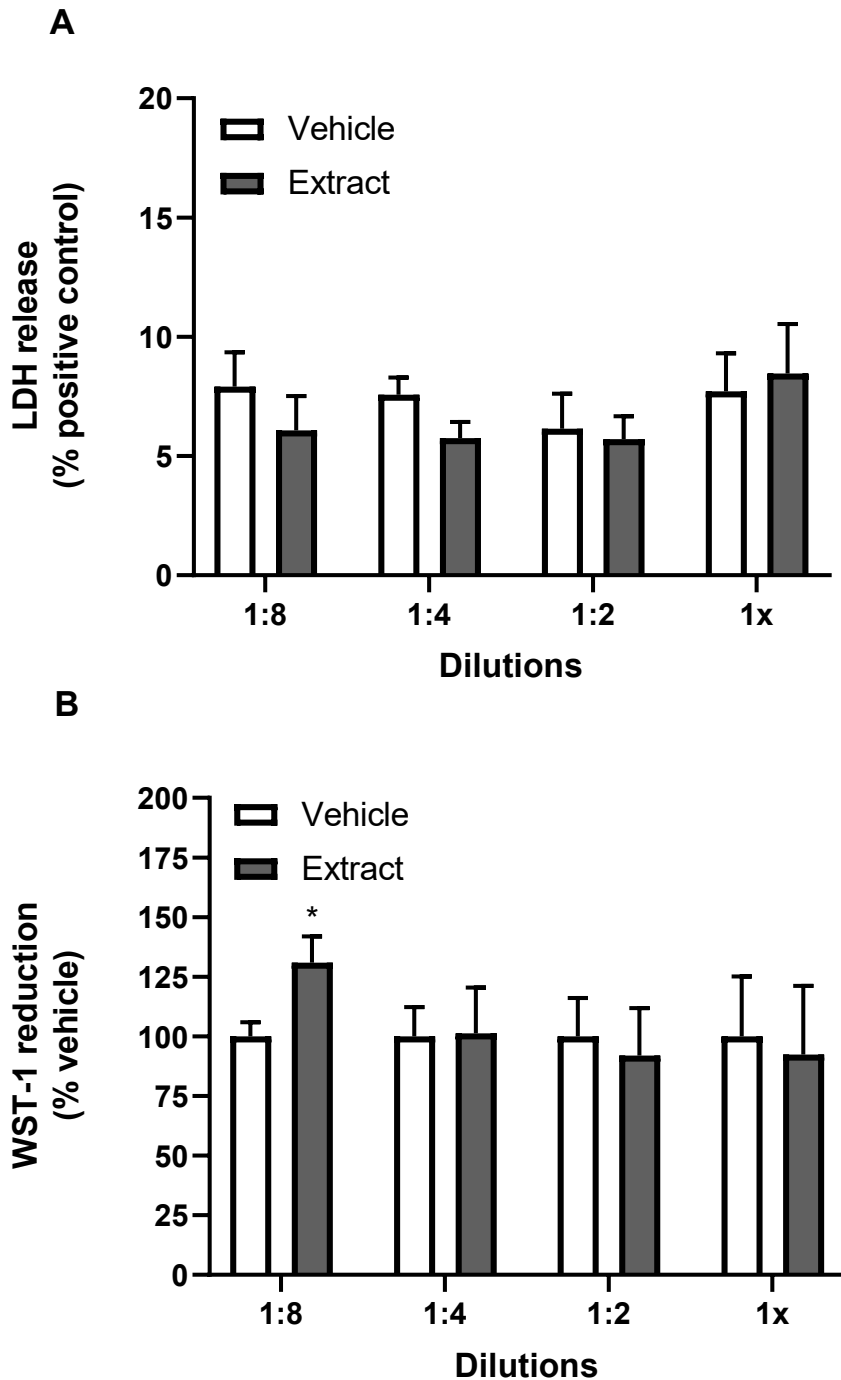 A
20
15
10
5
0
LDH release
(% positive control)
Vehicle
Extract
1:8
1:4
1:2
1x
Dilutions
B
200
175
150
125
100
75
50
25
0
WST-1 reduction
(% vehicle)
Vehicle
Extract
*
1:8
1:4
1:2
1x
Dilutions